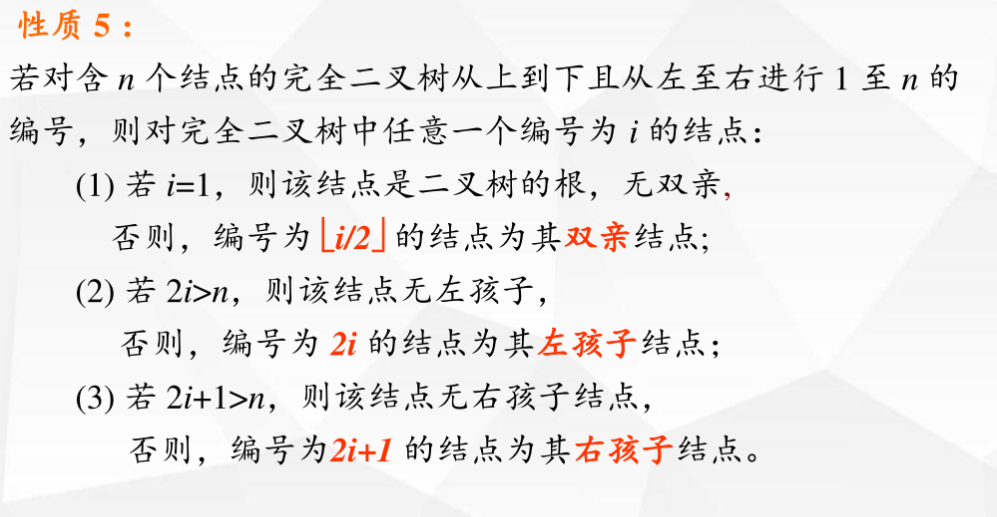 性质 5：
若对含 n 个结点的完全二叉树从上到下且从左至右进行 1 至 n 的
编号，则对完全二叉树中任意一个编号为 i 的结点：
(1) 若 i=1，则该结点是二叉树的根，无双亲,
否则，编号为 ⌊i/2⌋ 的结点为其双亲结点;
(2) 若 2i>n，则该结点无左孩子，
否则，编号为 2i 的结点为其左孩子结点；
(3) 若 2i+1>n，则该结点无右孩子结点，
否则，编号为2i+1 的结点为其右孩子结点。